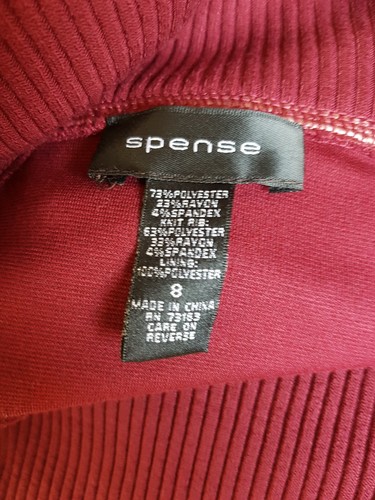 spense
73%POLYESTER
23%RAYON
4%SPANDEX
KNIT RIB:
63%POLYESTER
33%RAYON
4%SPANDEX
LINING:
100%POLYESTER
8
MADE IN CHINA
RN 73163
CARE ON
REVERSE